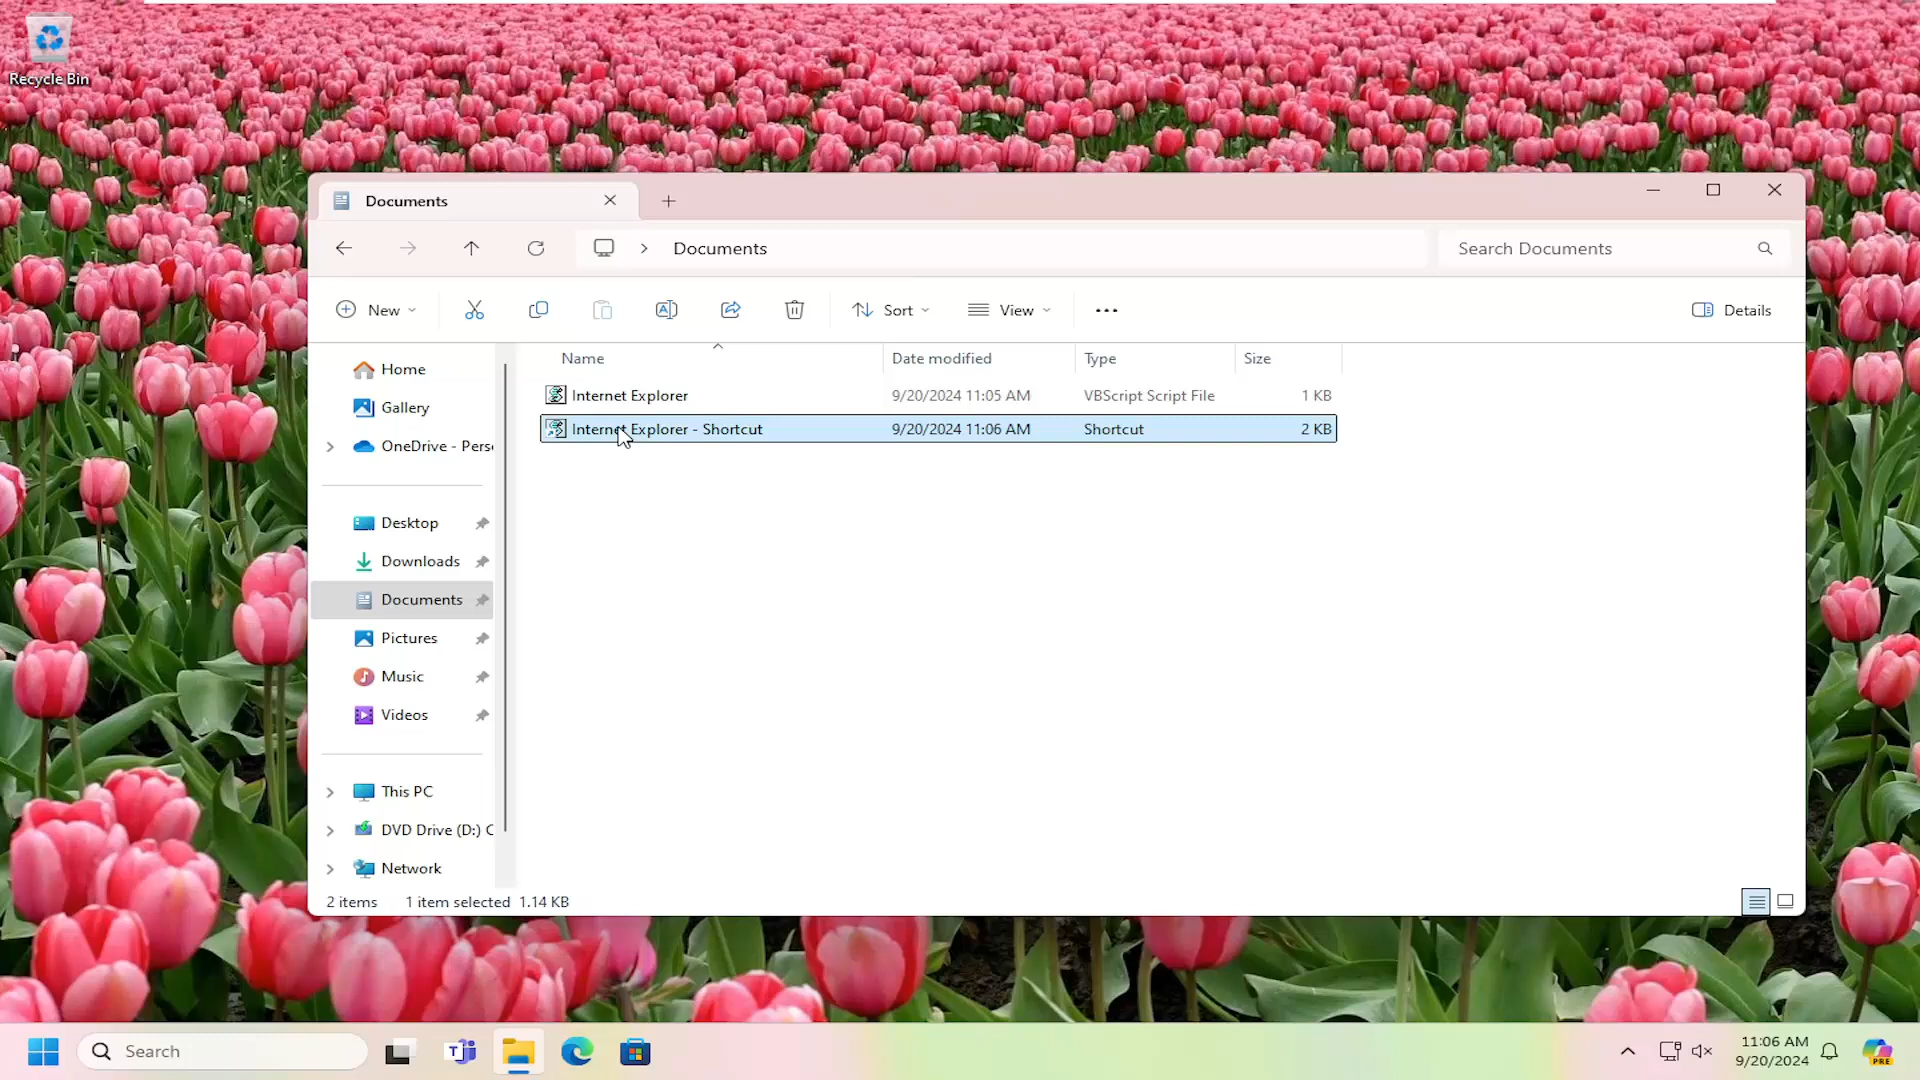 Recycle Bin
Documents
Documents
Search Documents
New
Sort
View
Details
Name Date modified Type Size
Internet Explorer 9/20/2024 11:05 AM VBScript Script File 1 KB
Internet Explorer - Shortcut 9/20/2024 11:06 AM Shortcut 2 KB
Home
Gallery
OneDrive - Perso
Desktop
Downloads
Documents
Pictures
Music
Videos
This PC
DVD Drive (D:) C
Network
2 items 1 item selected 1.14 KB
Search
11:06 AM
9/20/2024
PRE